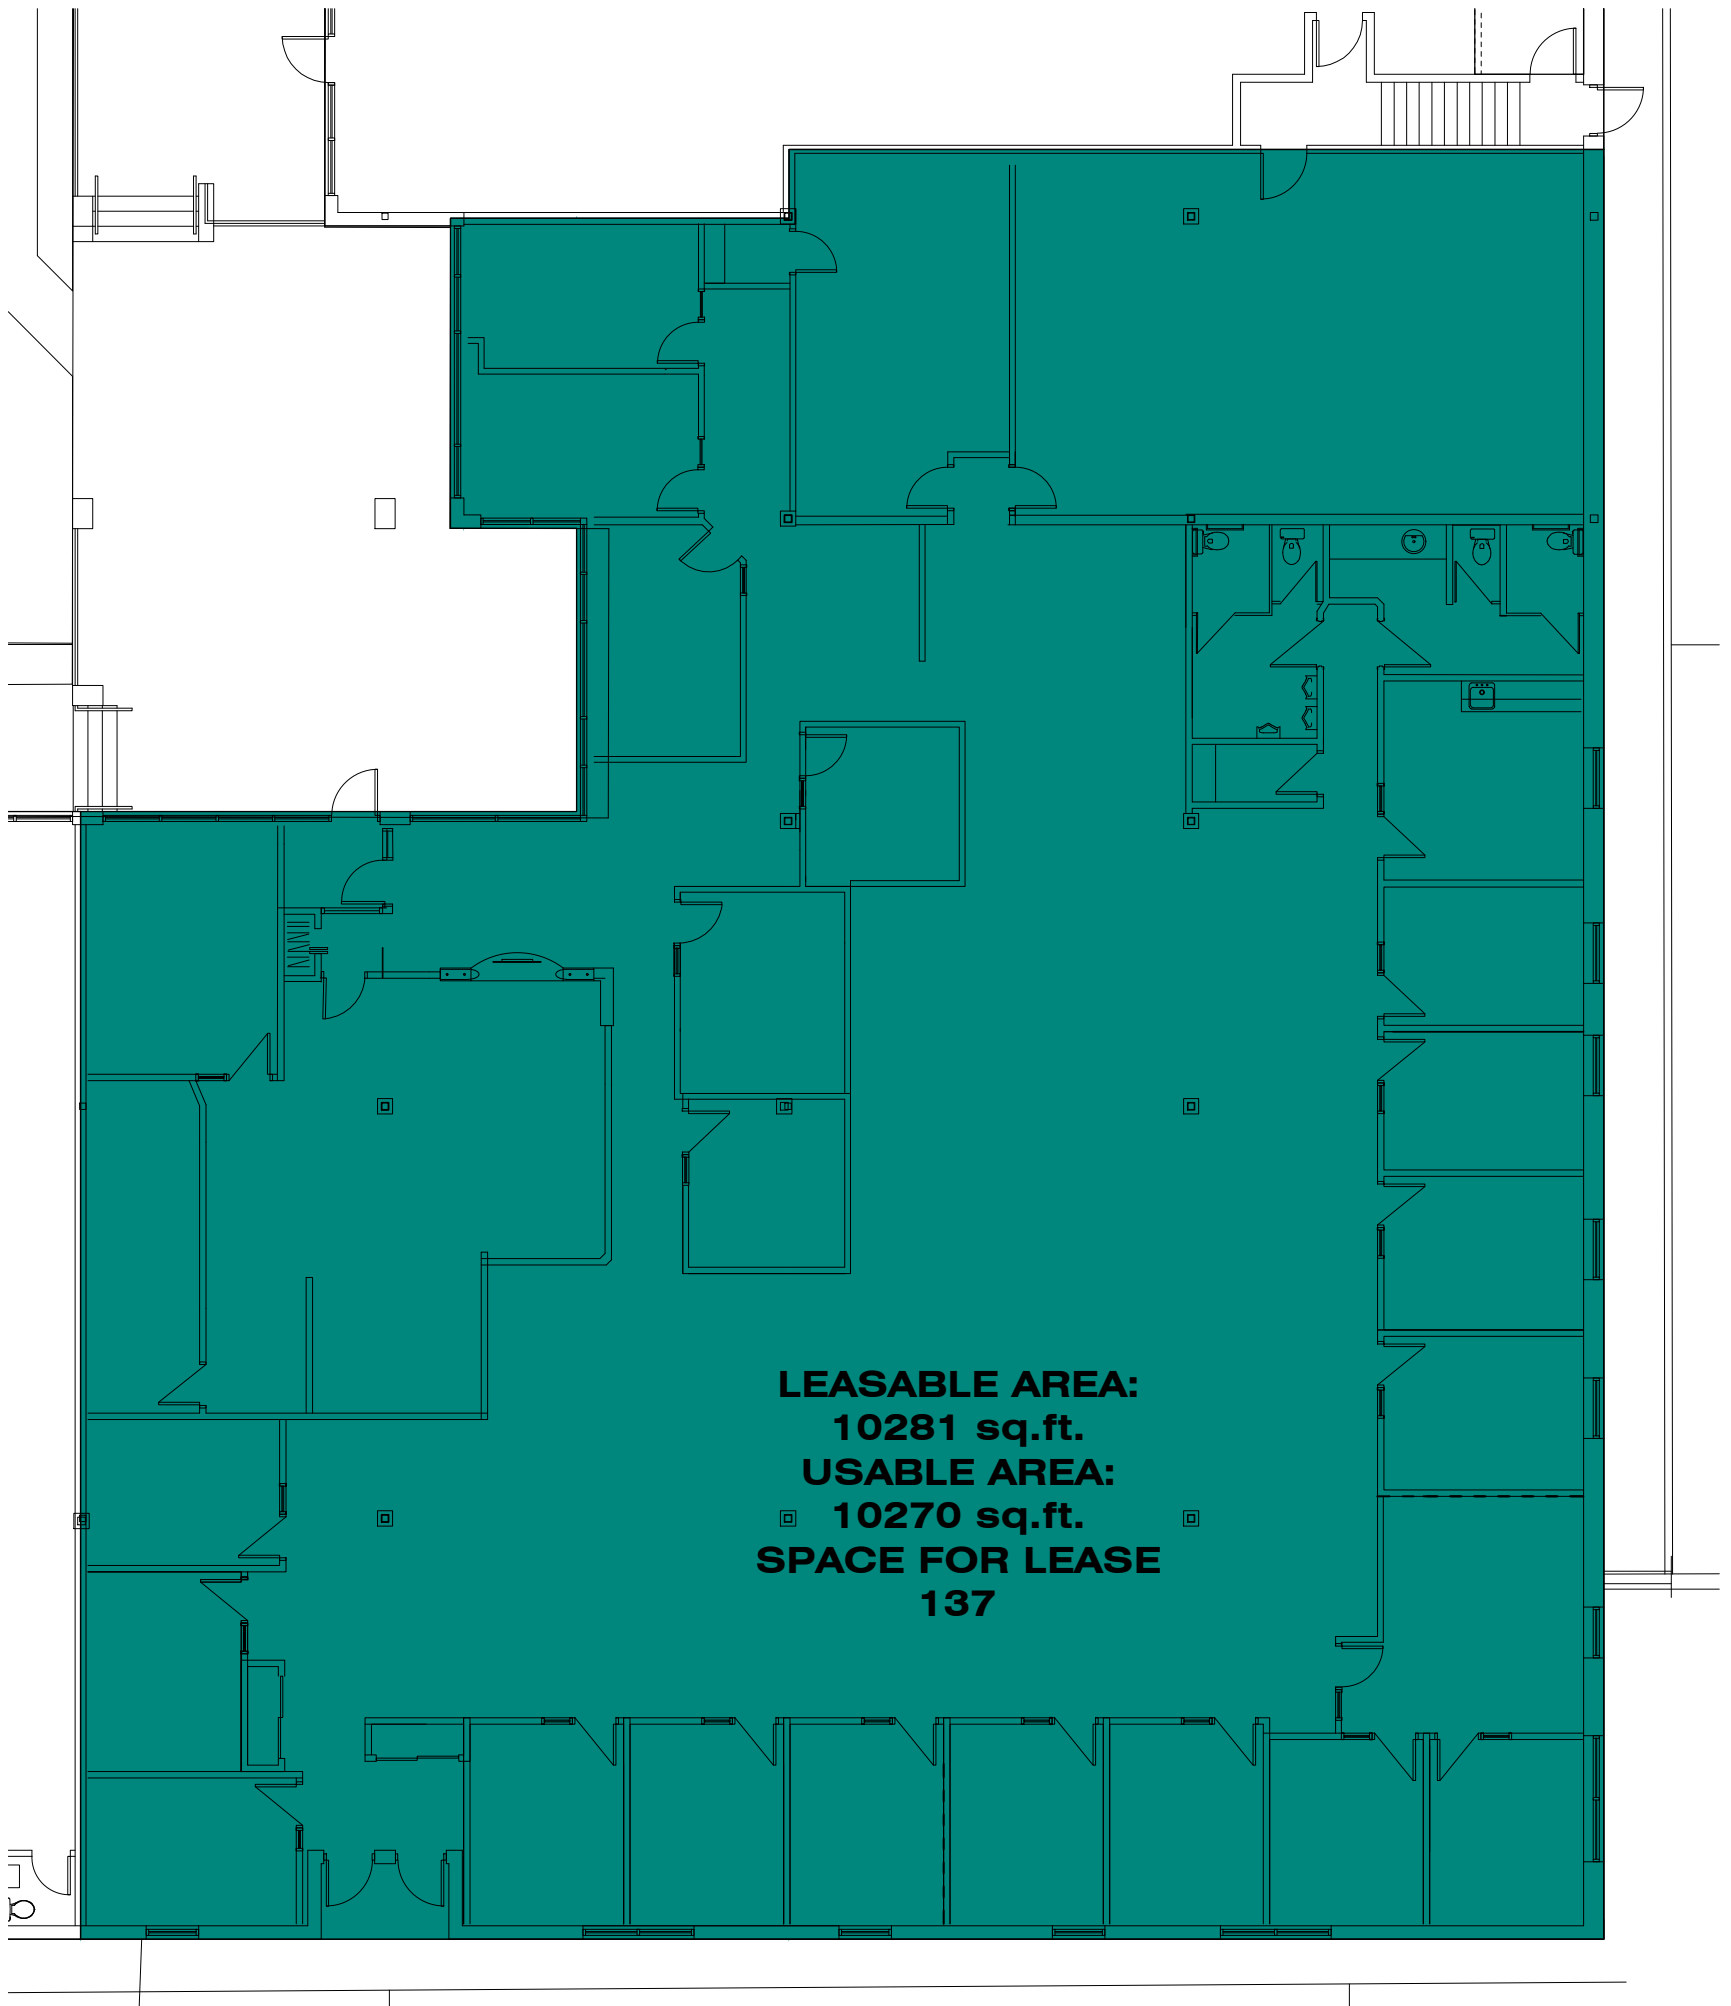 LEASABLE AREA:
10281 sq.ft.
USABLE AREA:
10270 sq.ft.
SPACE FOR LEASE
137